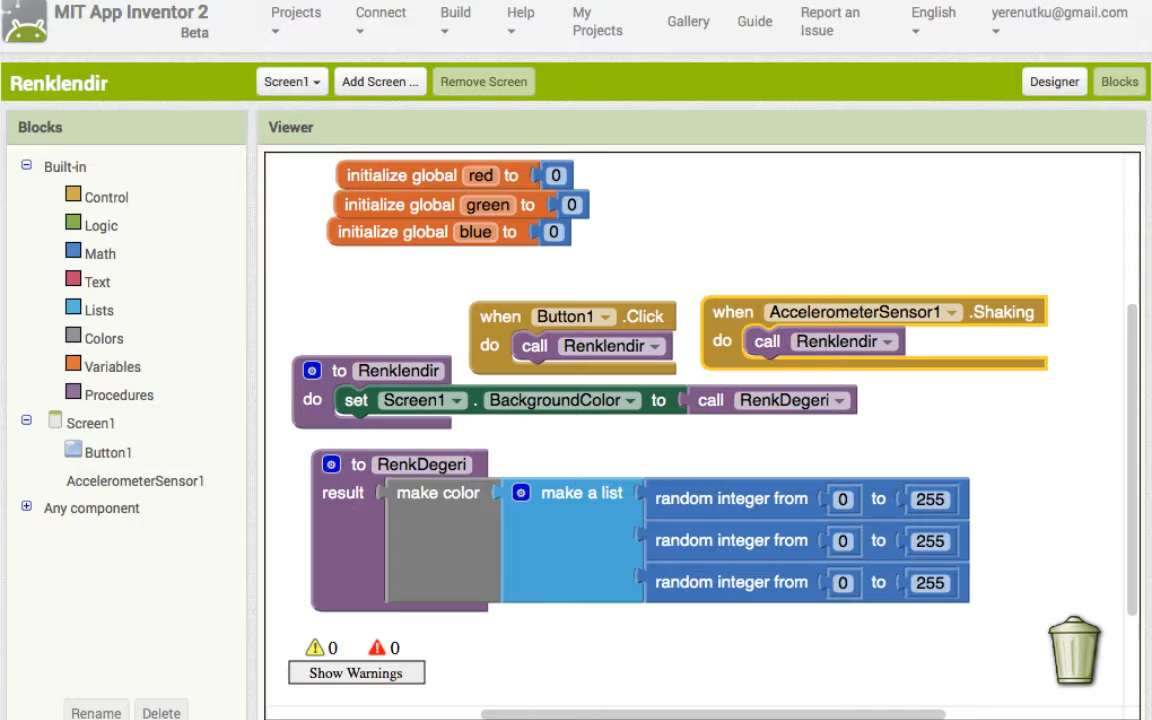 MIT App Inventor 2
Beta
Projects
Connect
Build
Help
My Projects
Gallery
Guide
Report an Issue
English
yerenutku@gmail.com
Renklendir
Screen1
Add Screen ...
Remove Screen
Designer
Blocks
Blocks
Viewer
Built-in
Control
Logic
Math
Text
Lists
Colors
Variables
Procedures
Screen1
Button1
AccelerometerSensor1
Any component
Rename
Delete
initialize global red to 0
initialize global green to 0
initialize global blue to 0
when Button1 .Click
do call Renklendir
when AccelerometerSensor1 .Shaking
do call Renklendir
to Renklendir
do set Screen1 . BackgroundColor to call RenkDegeri
to RenkDegeri
result make color make a list random integer from 0 to 255
random integer from 0 to 255
random integer from 0 to 255
0 0
Show Warnings